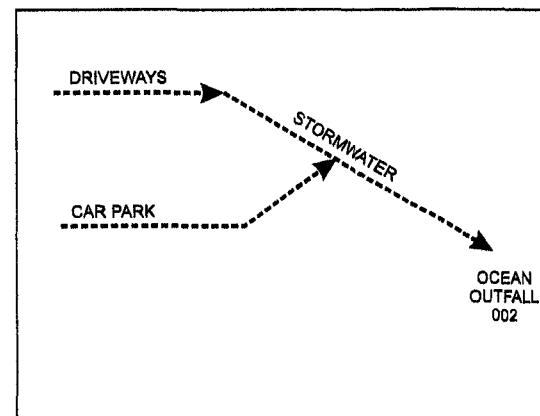 DRIVEWAYS
STORMWATER
CAR PARK
OCEAN
OUTFALL
002